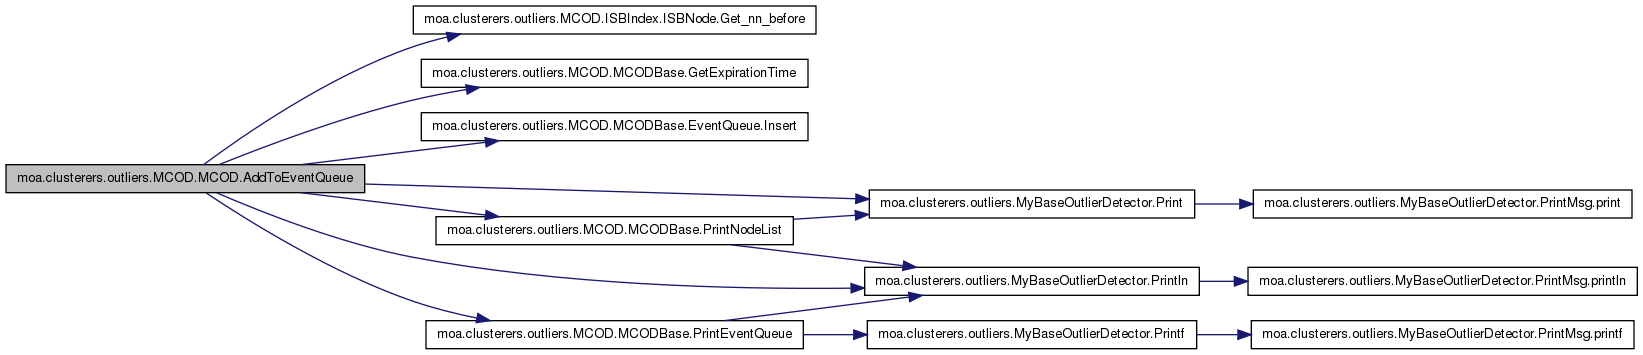 moa.clusterers.outliers.MCOD.ISBIndex.ISBNode.Get_nn_before
moa.clusterers.outliers.MCOD.MCODBase.GetExpirationTime
moa.clusterers.outliers.MCOD.MCODBase.EventQueue.Insert
moa.clusterers.outliers.MCOD.MCOD.AddToEventQueue
moa.clusterers.outliers.MyBaseOutlierDetector.Print
moa.clusterers.outliers.MyBaseOutlierDetector.PrintMsg.print
moa.clusterers.outliers.MCOD.MCODBase.PrintNodeList
moa.clusterers.outliers.MyBaseOutlierDetector.Println
moa.clusterers.outliers.MyBaseOutlierDetector.PrintMsg.println
moa.clusterers.outliers.MCOD.MCODBase.PrintEventQueue
moa.clusterers.outliers.MyBaseOutlierDetector.Printf
moa.clusterers.outliers.MyBaseOutlierDetector.PrintMsg.printf